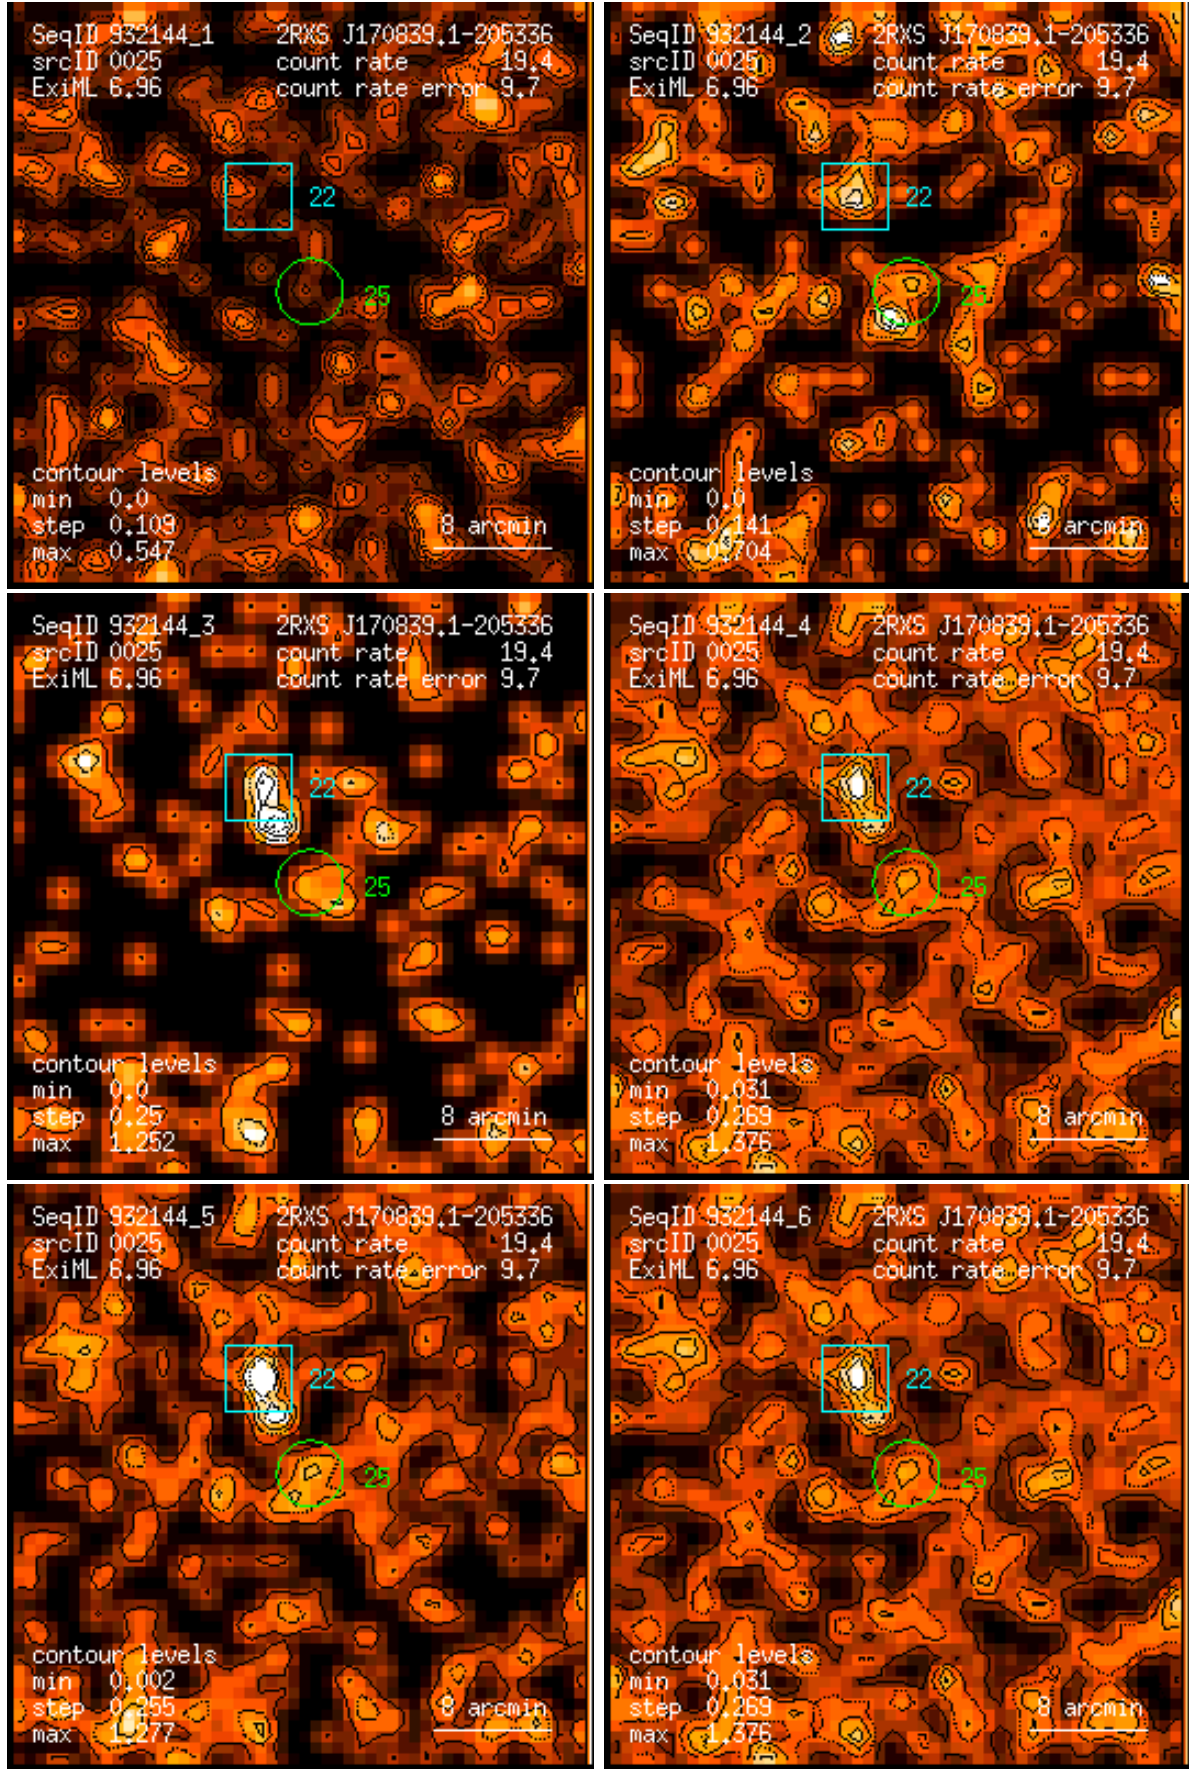 SeqID 932144_1 2RXS J170839.1-205336
srcID 0025 count rate 19.4
ExiML 6.96 count rate error 9.7
22
25
contour levels
min 0.0
step 0.109
max 0.547
8 arcmin
SeqID 932144_2 2RXS J170839.1-205336
srcID 0025 count rate 19.4
ExiML 6.96 count rate error 9.7
22
25
contour levels
min 0.0
step 0.141
max 0.704
8 arcmin
SeqID 932144_3 2RXS J170839.1-205336
srcID 0025 count rate 19.4
ExiML 6.96 count rate error 9.7
22
25
contour levels
min 0.0
step 0.25
max 1.252
8 arcmin
SeqID 932144_4 2RXS J170839.1-205336
srcID 0025 count rate 19.4
ExiML 6.96 count rate error 9.7
22
25
contour levels
min 0.031
step 0.269
max 1.376
8 arcmin
SeqID 932144_5 2RXS J170839.1-205336
srcID 0025 count rate 19.4
ExiML 6.96 count rate error 9.7
22
25
contour levels
min 0.002
step 0.255
max 1.277
8 arcmin
SeqID 932144_6 2RXS J170839.1-205336
srcID 0025 count rate 19.4
ExiML 6.96 count rate error 9.7
22
25
contour levels
min 0.031
step 0.269
max 1.376
8 arcmin